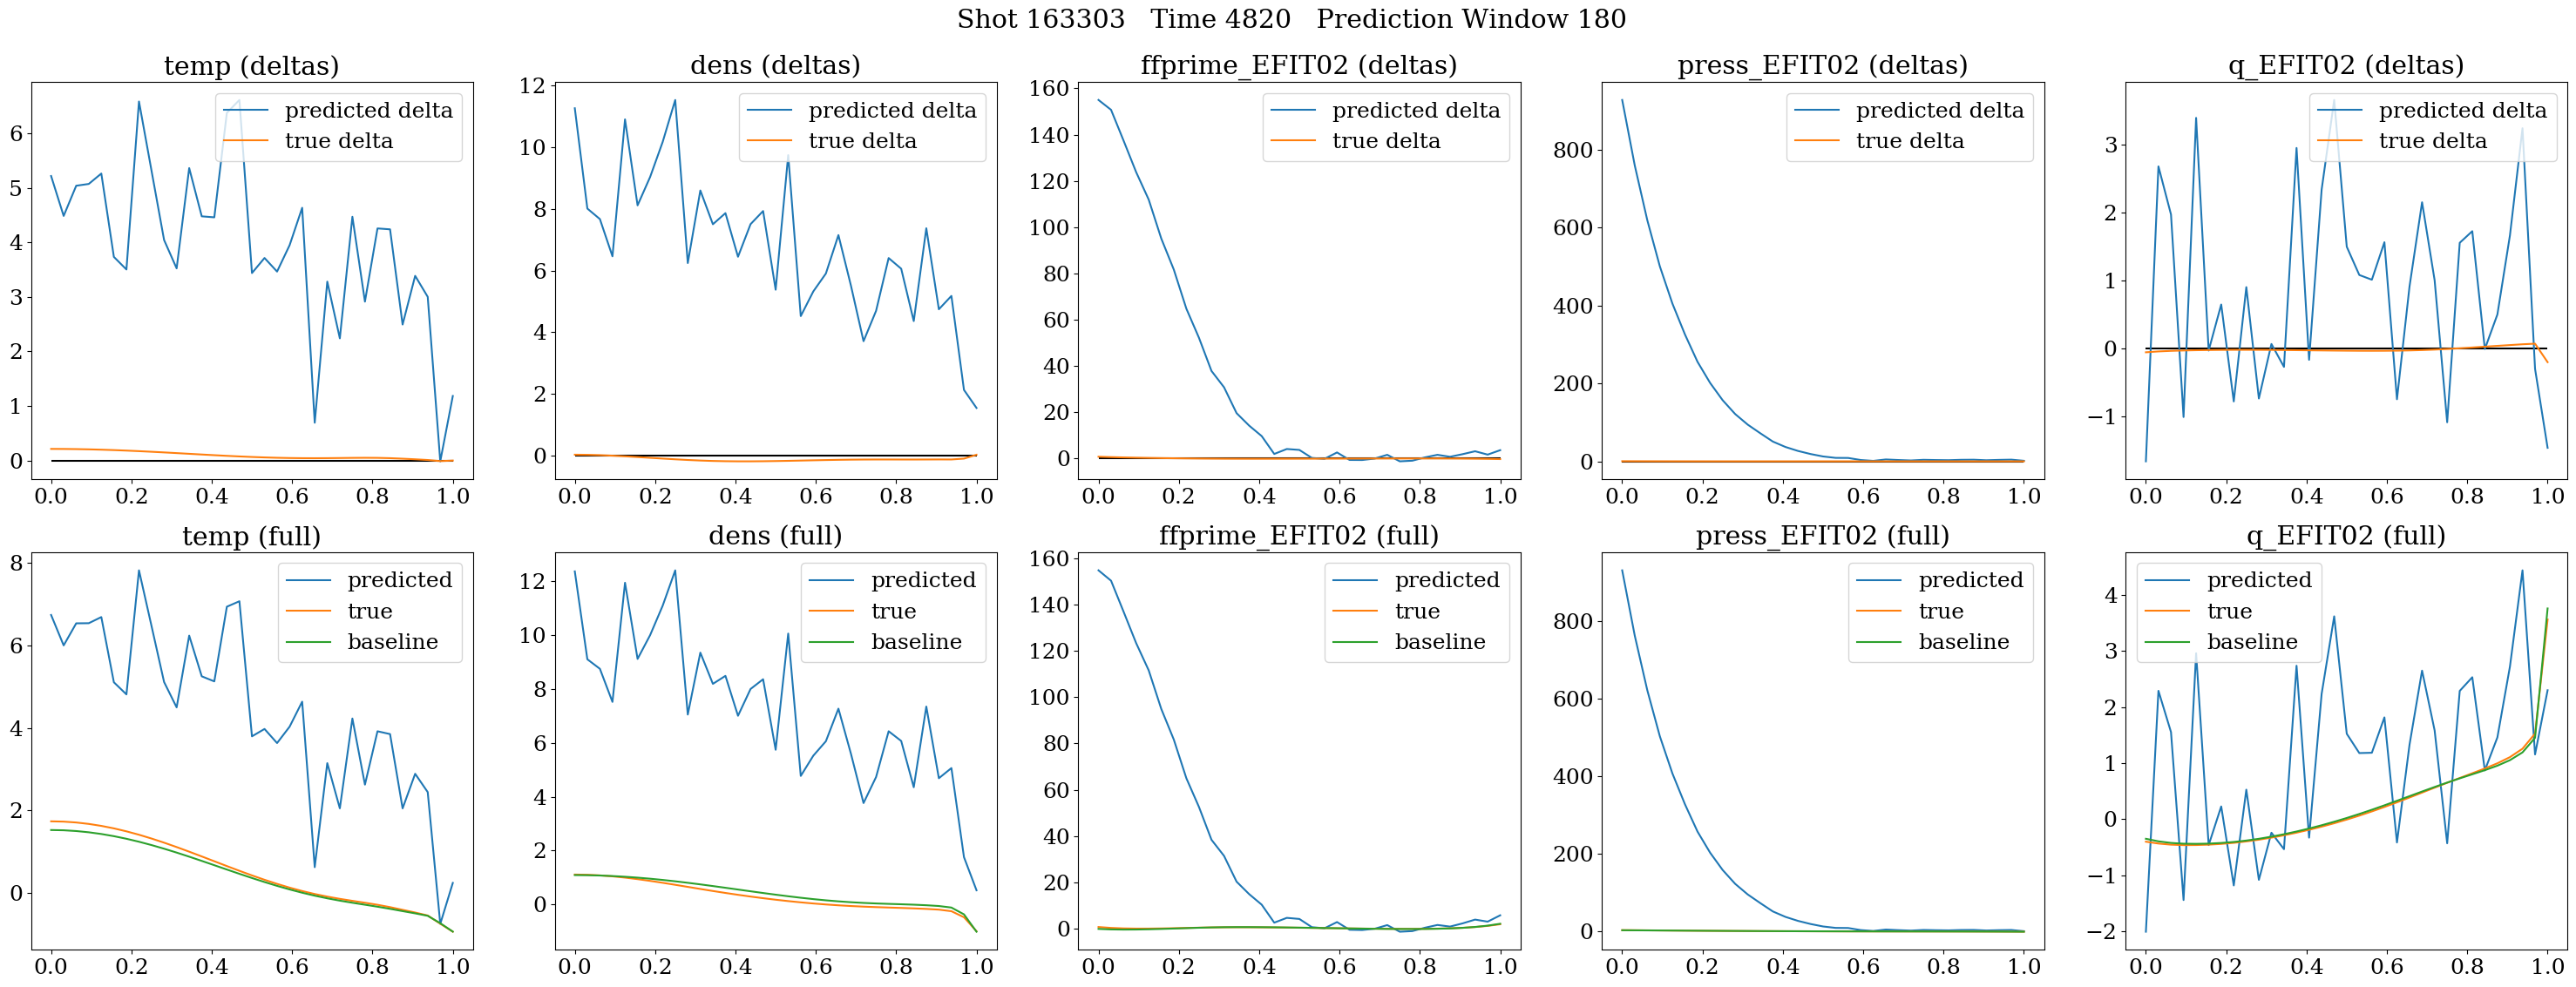 Shot 163303   Time 4820   Prediction Window 180
temp (deltas)
predicted delta
true delta
6
5
4
3
2
1
0
0.0 0.2 0.4 0.6 0.8 1.0
dens (deltas)
predicted delta
true delta
12
10
8
6
4
2
0
0.0 0.2 0.4 0.6 0.8 1.0
ffprime_EFIT02 (deltas)
predicted delta
true delta
160
140
120
100
80
60
40
20
0
0.0 0.2 0.4 0.6 0.8 1.0
press_EFIT02 (deltas)
predicted delta
true delta
800
600
400
200
0
0.0 0.2 0.4 0.6 0.8 1.0
q_EFIT02 (deltas)
predicted delta
true delta
3
2
1
0
−1
0.0 0.2 0.4 0.6 0.8 1.0
temp (full)
predicted
true
baseline
8
6
4
2
0
0.0 0.2 0.4 0.6 0.8 1.0
dens (full)
predicted
true
baseline
12
10
8
6
4
2
0
0.0 0.2 0.4 0.6 0.8 1.0
ffprime_EFIT02 (full)
predicted
true
baseline
160
140
120
100
80
60
40
20
0
0.0 0.2 0.4 0.6 0.8 1.0
press_EFIT02 (full)
predicted
true
baseline
800
600
400
200
0
0.0 0.2 0.4 0.6 0.8 1.0
q_EFIT02 (full)
predicted
true
baseline
4
3
2
1
0
−1
−2
0.0 0.2 0.4 0.6 0.8 1.0